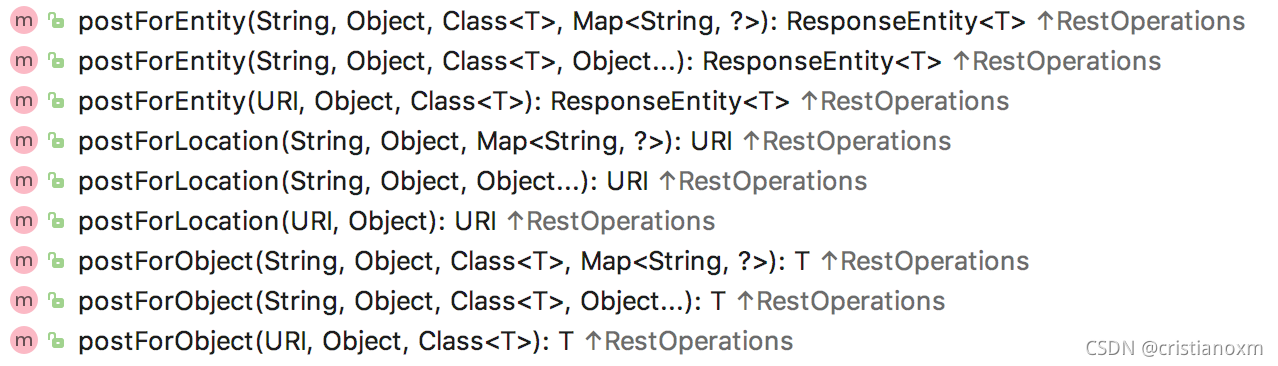 m postForEntity(String, Object, Class<T>, Map<String, ?>): ResponseEntity<T> ↑RestOperations
m postForEntity(String, Object, Class<T>, Object...): ResponseEntity<T> ↑RestOperations
m postForEntity(URI, Object, Class<T>): ResponseEntity<T> ↑RestOperations
m postForLocation(String, Object, Map<String, ?>): URI ↑RestOperations
m postForLocation(String, Object, Object...): URI ↑RestOperations
m postForLocation(URI, Object): URI ↑RestOperations
m postForObject(String, Object, Class<T>, Map<String, ?>): T ↑RestOperations
m postForObject(String, Object, Class<T>, Object...): T ↑RestOperations
m postForObject(URI, Object, Class<T>): T ↑RestOperations
CSDN @cristianoxm